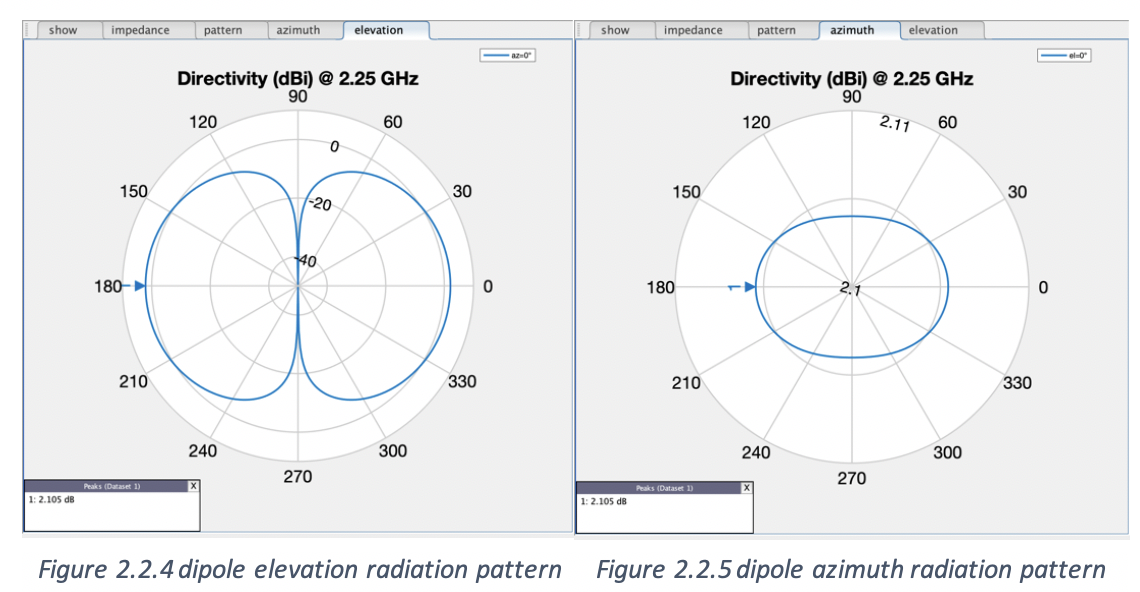 show impedance pattern azimuth elevation
az=0°
Directivity (dBi) @ 2.25 GHz
90
120 60
0
150 30
-20
-40
180 0
210 330
240 300
270
Peaks (Dataset 1) X
1: 2.105 dB
Figure 2.2.4 dipole elevation radiation pattern
show impedance pattern azimuth elevation
el=0°
Directivity (dBi) @ 2.25 GHz
90
2.11
120 60
150 30
180 1 2.1 0
210 330
240 300
270
Peaks (Dataset 1) X
1: 2.105 dB
Figure 2.2.5 dipole azimuth radiation pattern